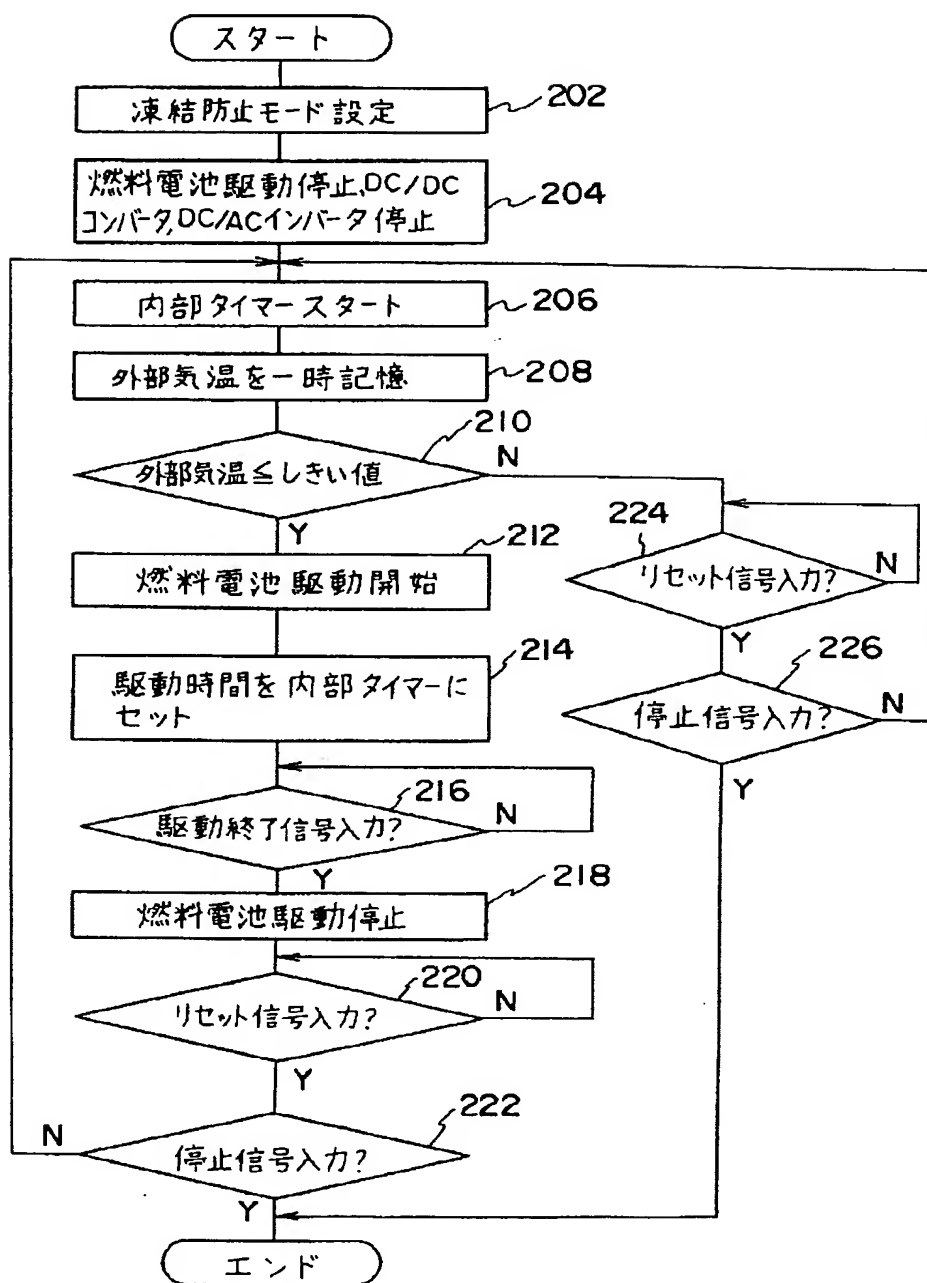 スタート
凍結防止モード設定
202
燃料電池駆動停止、DC/DC
コンバータ,DC/ACインバータ停止
204
内部タイマースタート
206
外部気温を一時記憶
208
210
外部気温≦しきい値
N
Y
212
燃料電池駆動開始
224
リセット信号入力?
N
Y
214
駆動時間を内部タイマーに
セット
226
停止信号入力?
N
Y
216
駆動終了信号入力?
N
Y
218
燃料電池駆動停止
220
リセット信号入力?
N
Y
222
N
停止信号入力?
Y
エンド